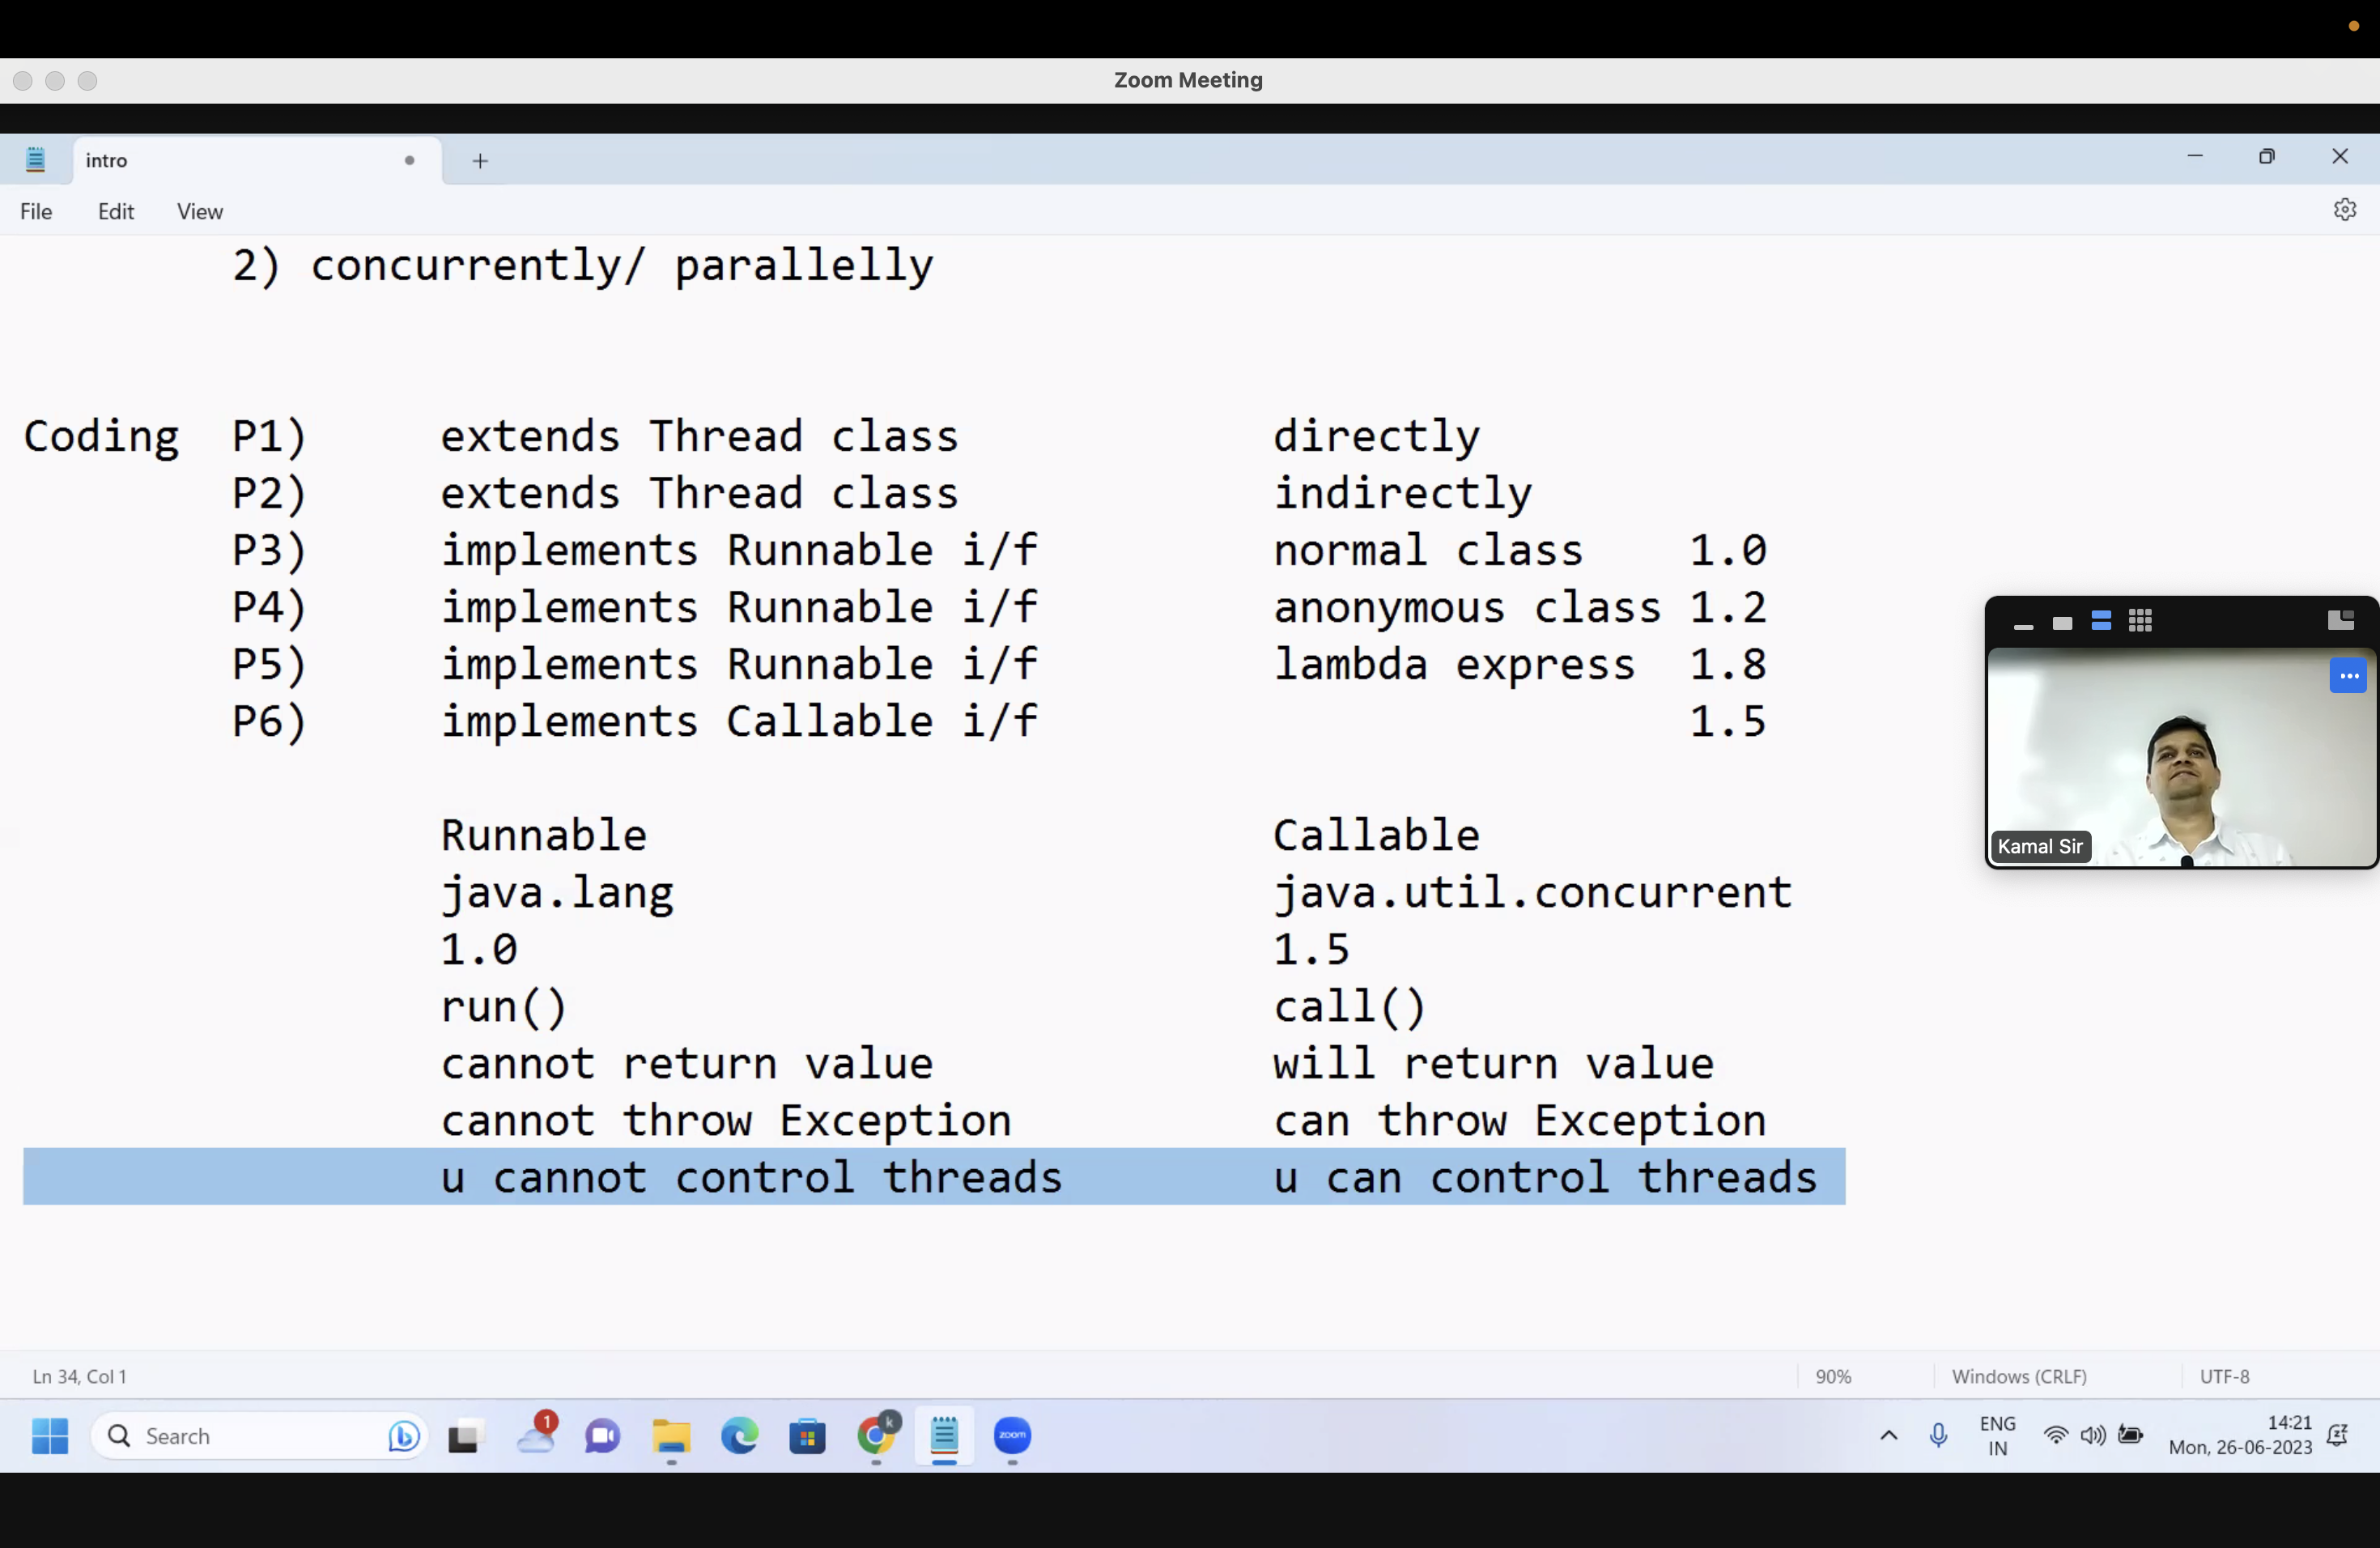 Zoom Meeting
intro
File Edit View
2) concurrently/ parallelly
Coding P1) extends Thread class directly
P2) extends Thread class indirectly
P3) implements Runnable i/f normal class 1.0
P4) implements Runnable i/f anonymous class 1.2
P5) implements Runnable i/f lambda express 1.8
P6) implements Callable i/f 1.5
Runnable Callable
java.lang java.util.concurrent
1.0 1.5
run() call()
cannot return value will return value
cannot throw Exception can throw Exception
u cannot control threads u can control threads
Kamal Sir
Ln 34, Col 1 90% Windows (CRLF) UTF-8
Search 1 k zoom ENG IN 14:21
Mon, 26-06-2023